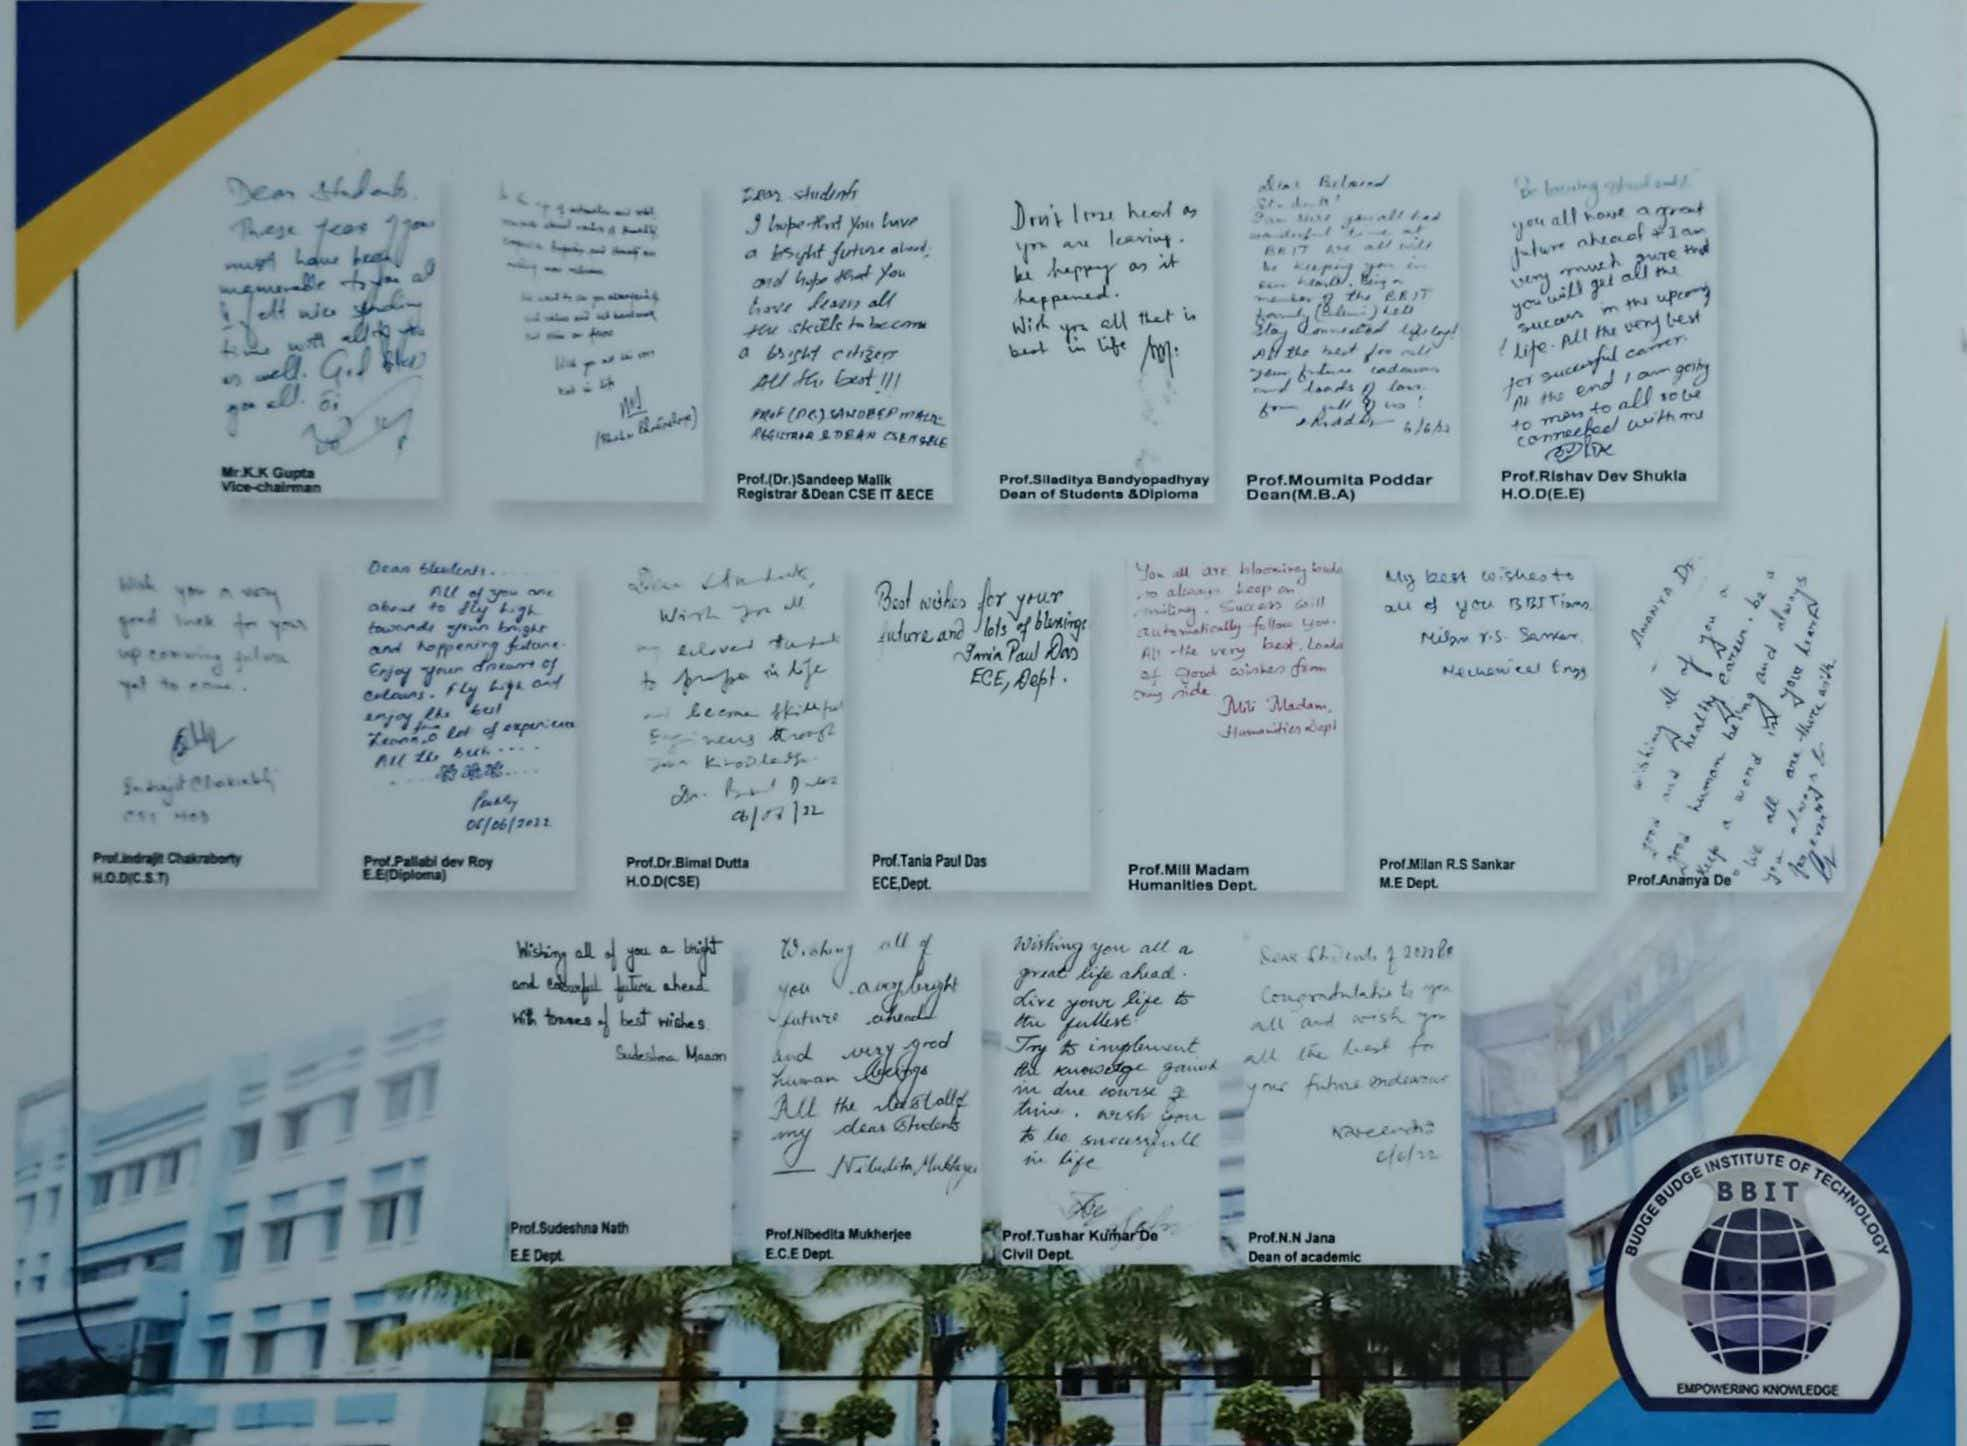 Dear Students.
These years of you
must have been
memorable to you all
I felt nice spending
time with all
as well. God bless
you all.
Mr.K.K Gupta
Vice-chairman
and
Wish you all the very
best in life
Dear students
I hope that You have
a bright future ahead.
and hope that You
have learn all
the skills to become
a bright citizen
All the best !!!
PROF (DR.) SANDEEP MALIK
REGISTRAR & DEAN CSE IT & ECE
Prof.(Dr.)Sandeep Malik
Registrar &Dean CSE IT &ECE
Don't lose heart as
you are leaving.
be happy as it
happened.
Wish you all that is
best in life
Prof.Siladitya Bandyopadhyay
Dean of Students &Diploma
Dear Beloved
Students!
I am sure you all had
wonderful time at
BBIT we all will
be keeping you in
our hearts. Being a
member of the BBIT
family
Stay connected
All the best for all
your future endeavours
and loads of love
from all of us!
6/6/22
Prof.Moumita Poddar
Dean(M.B.A)
you all have a great
future ahead & I am
very much sure that
you will get all the
success in the upcoming
life. All the very best
for successful career.
At the end I am going
to to all to be
connected with me
Prof.Rishav Dev Shukla
H.O.D(E.E)
Wish you a very
good luck for your
upcoming future
yet to come.
Indrajit Chakraborty
CST HOD
Prof.Indrajit Chakraborty
H.O.D(C.S.T)
Dear Students.....
All of you are
about to fly high
towards your bright
and happening future.
Enjoy your dreams of
colours. Fly high and
enjoy the best
Learn a lot of experience
All the best ....
06/06/2022
Prof.Pallabi dev Roy
E.E(Diploma)
Dear Students,
Wish you all
my beloved students
to prosper in life
and become skillful
Engineers through
your knowledge.
Dr. Bimal Dutta
06/06/22
Prof.Dr.Bimal Dutta
H.O.D(CSE)
Best wishes for your
future and lots of blessings
Tania Paul Das
ECE, Dept.
Prof.Tania Paul Das
ECE,Dept.
You all are blooming buds
so always keep on
smiling. Success will
automatically follow you.
All the very best. Loads
of good wishes from
my side
Mili Madam,
Humanities Dept
Prof.Mili Madam
Humanities Dept.
My best wishes to
all of you BBITians
Milan R.S. Sankar
Mechanical Engg
Prof.Milan R.S Sankar
M.E Dept.
wishing all of you a
good and healthy career, be a
good human being and always
keep a word in your hearts
we all are there with
you always &
forever
- ANANYA DE
Prof.Ananya De
Wishing all of you a bright
and colourful future ahead
with tonnes of best wishes.
Sudeshna Maam
Prof.Sudeshna Nath
E.E Dept.
Wishing all of
you a very bright
future ahead
and very good
human beings
All the best all of
my dear students
— Nibedita Mukherjee
Prof.Nibedita Mukherjee
E.C.E Dept.
Wishing you all a
great life ahead.
Live your life to
the fullest.
Try to implement
the knowledge gained
in due course of
time. wish you
to be successfull
in life
Prof.Tushar Kumar De
Civil Dept.
Dear Students of 2022
Congratulations to you
all and wish you
all the best for
your future endeavour
6/6/22
Prof.N.N Jana
Dean of academic
BUDGE BUDGE INSTITUTE OF TECHNOLOGY
BBIT
EMPOWERING KNOWLEDGE